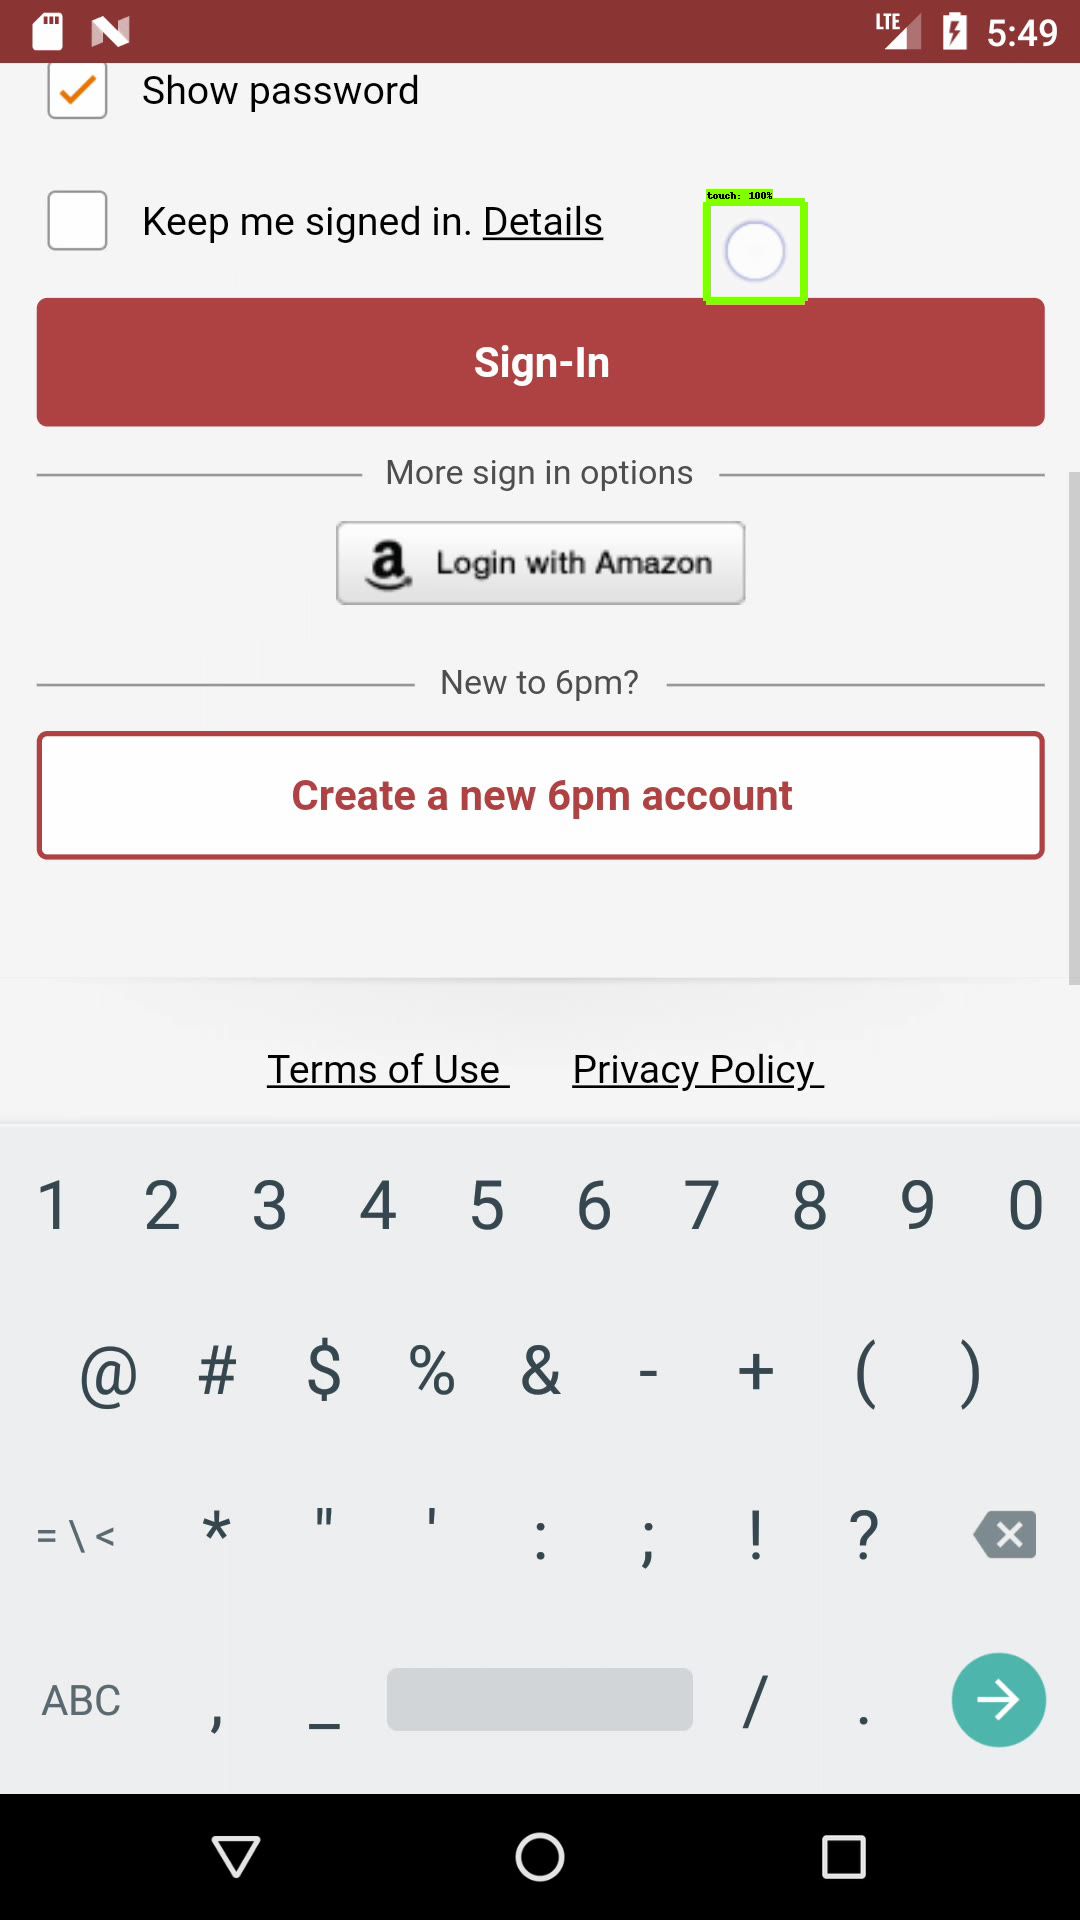 LTE 5:49
Show password
touch: 100%
Keep me signed in. Details
Sign-In
More sign in options
a Login with Amazon
New to 6pm?
Create a new 6pm account
Terms of Use Privacy Policy
1 2 3 4 5 6 7 8 9 0
@ # $ % & - + ( )
= \ < * " ' : ; ! ?
ABC , _ / .